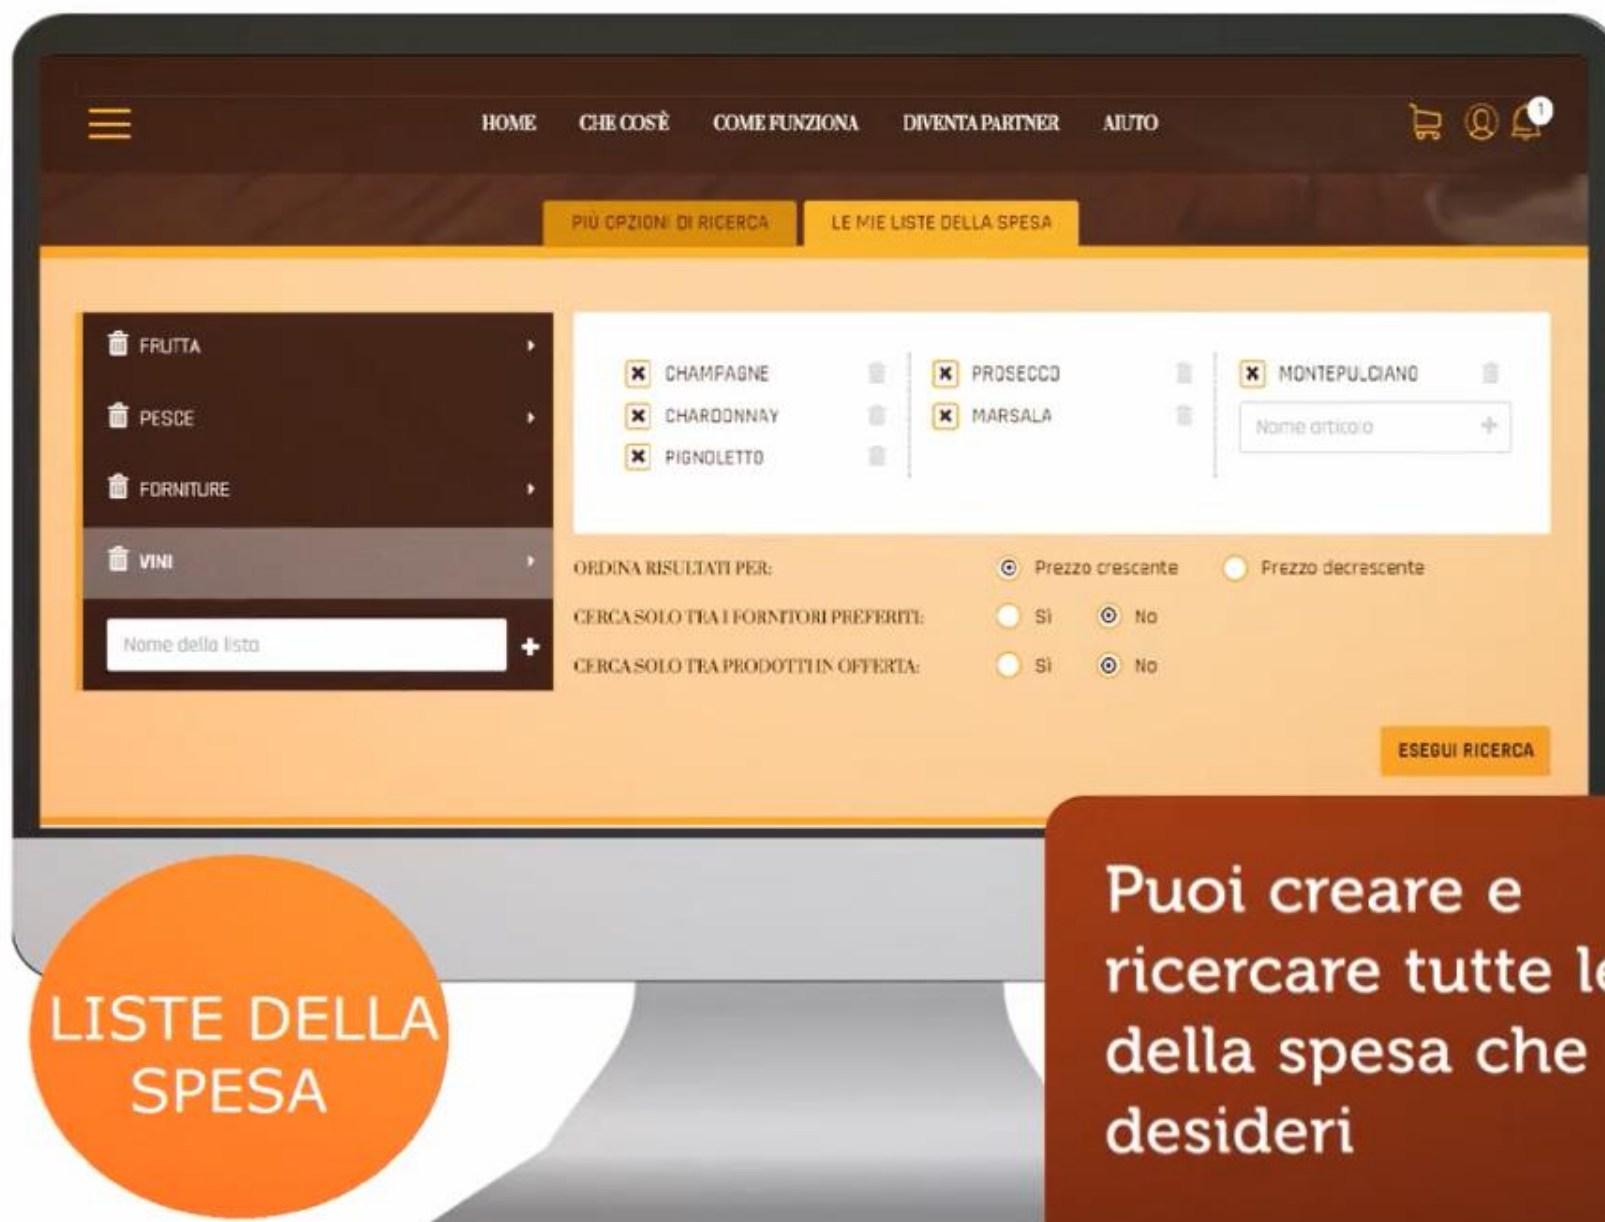 HOME CHE COS'È COME FUNZIONA DIVENTA PARTNER AIUTO
1
PIÙ OPZIONI DI RICERCA LE MIE LISTE DELLA SPESA
FRUTTA
PESCE
FORNITURE
VINI
Nome della lista
CHAMPAGNE PROSECCO MONTEPULCIANO
CHARDONNAY MARSALA Nome articolo
PIGNOLETTO
ORDINA RISULTATI PER: Prezzo crescente Prezzo decrescente
CERCA SOLO TRA I FORNITORI PREFERITI: Sì No
CERCA SOLO TRA PRODOTTI IN OFFERTA: Sì No
ESEGUI RICERCA
LISTE DELLA
SPESA
Puoi creare e
ricercare tutte le
della spesa che
desideri